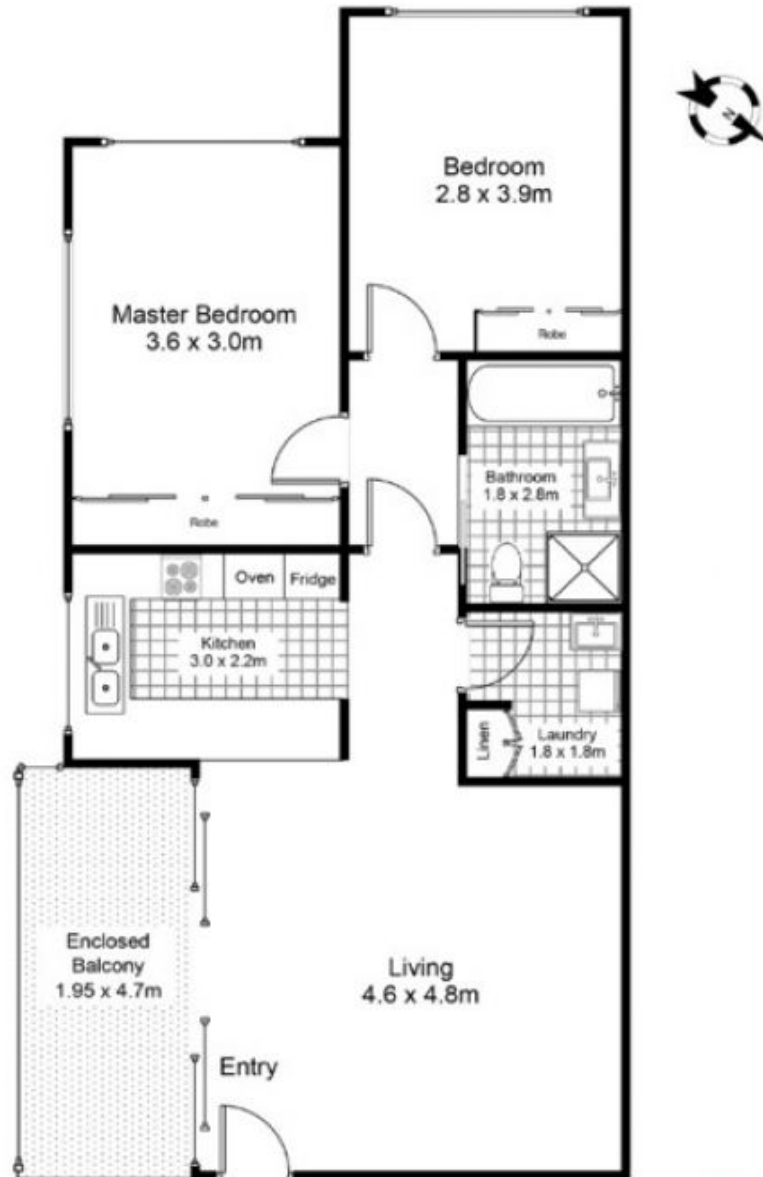 Bedroom
2.8 x 3.9m
N
Robe
Master Bedroom
3.6 x 3.0m
Robe
Bathroom
1.8 x 2.8m
Oven
Fridge
Kitchen
3.0 x 2.2m
Linen
Laundry
1.8 x 1.8m
Enclosed
Balcony
1.95 x 4.7m
Living
4.6 x 4.8m
Entry